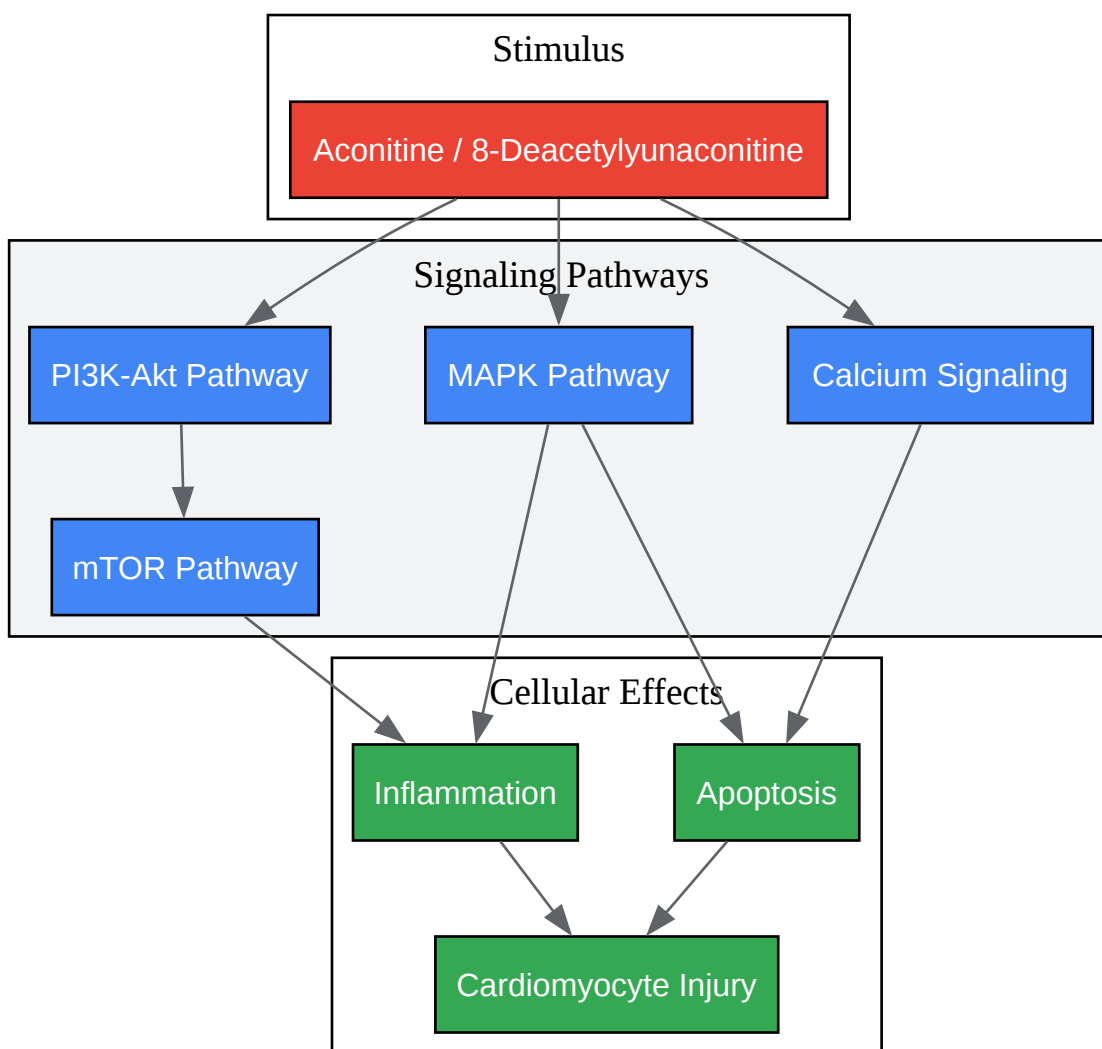 Stimulus
Aconitine / 8-Deacetylyunaconitine
Signaling Pathways
PI3K-Akt Pathway
MAPK Pathway
Calcium Signaling
mTOR Pathway
Cellular Effects
Inflammation
Apoptosis
Cardiomyocyte Injury